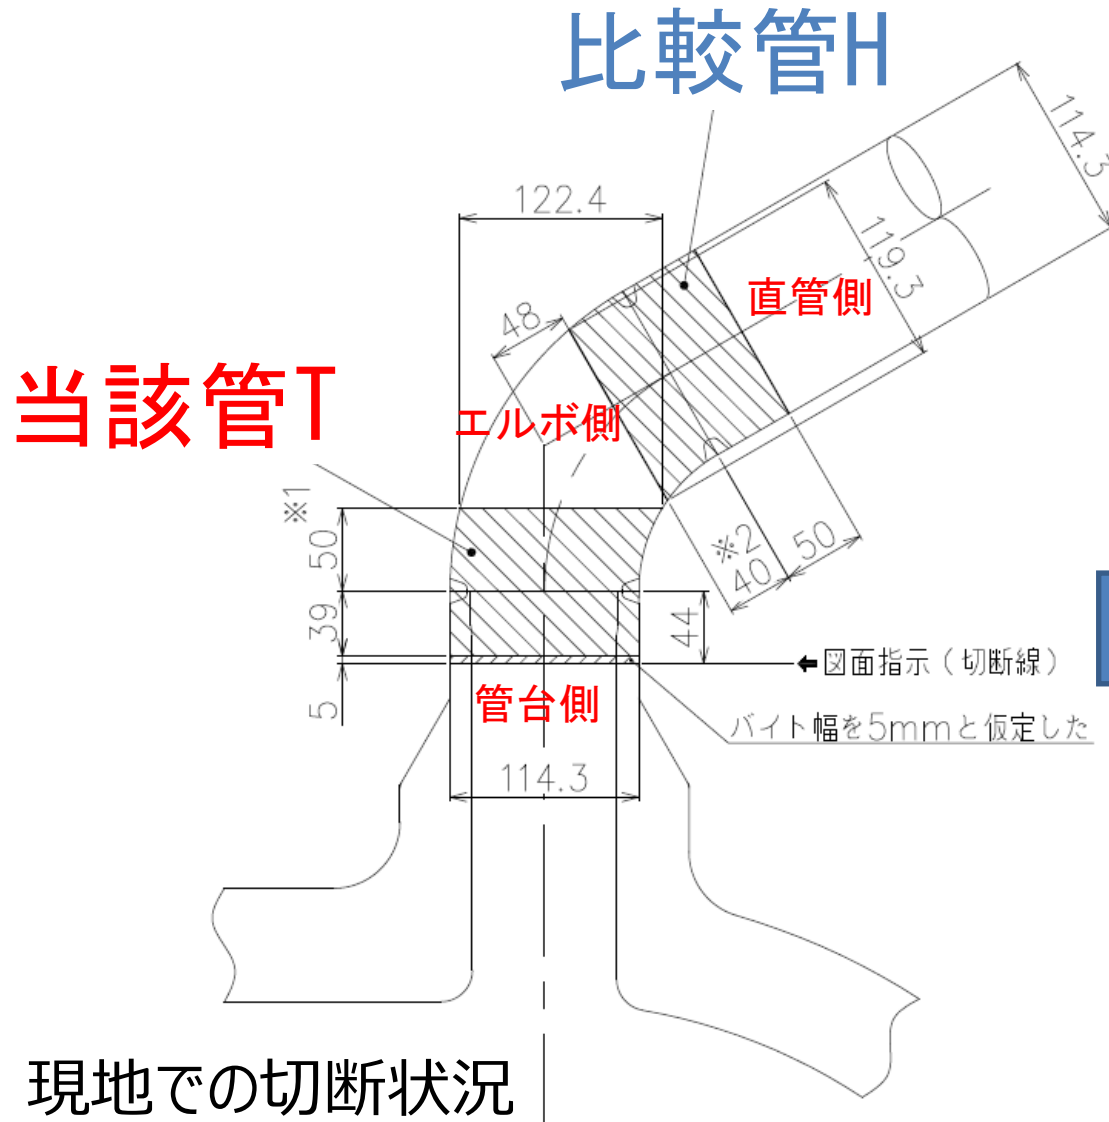 比較管H
114.3
122.4
119.3
直管側
48
当該管T
エルボ側
※1
50
※2
40
50
39
44
←図面指示(切断線)
5
管台側
バイト幅を5mmと仮定した
114.3
現地での切断状況